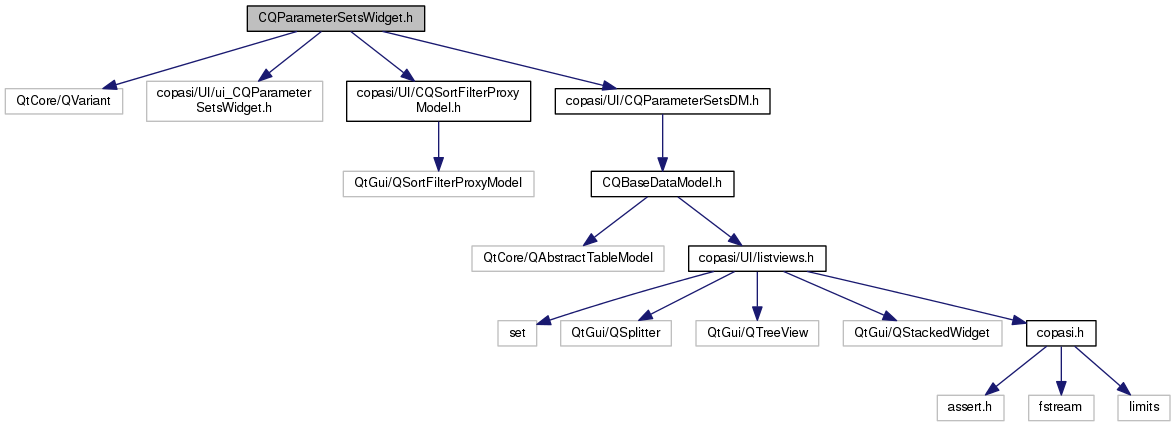 CQParameterSetsWidget.h
QtCore/QVariant
copasi/UI/ui_CQParameter
SetsWidget.h
copasi/UI/CQSortFilterProxy
Model.h
copasi/UI/CQParameterSetsDM.h
QtGui/QSortFilterProxyModel
CQBaseDataModel.h
QtCore/QAbstractTableModel
copasi/UI/listviews.h
set
QtGui/QSplitter
QtGui/QTreeView
QtGui/QStackedWidget
copasi.h
assert.h
fstream
limits